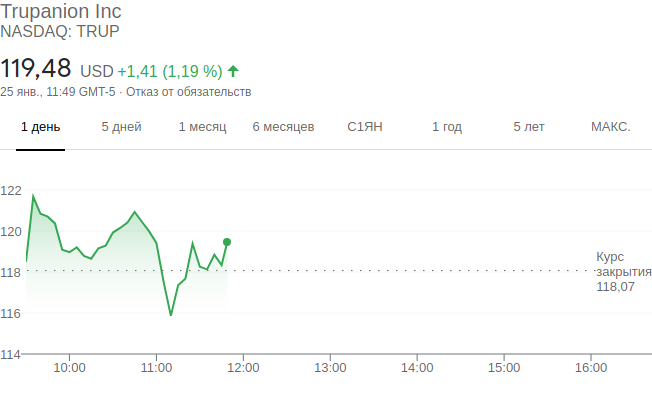 Trupanion Inc
NASDAQ: TRUP
119,48 USD +1,41 (1,19 %)
25 янв., 11:49 GMT-5 · Отказ от обязательств
1 день 5 дней 1 месяц 6 месяцев С1ЯН 1 год 5 лет МАКС.
122
120
118
116
114
Курс
закрытия
118,07
10:00 11:00 12:00 13:00 14:00 15:00 16:00